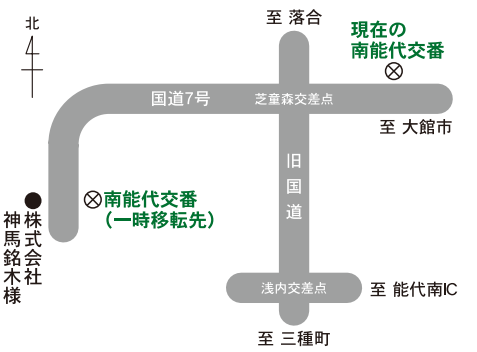 北
至 落合
現在の
南能代交番
国道7号
芝童森交差点
至 大館市
旧国道
南能代交番
（一時移転先）
株式会社
神馬銘木様
浅内交差点
至 能代南IC
至 三種町